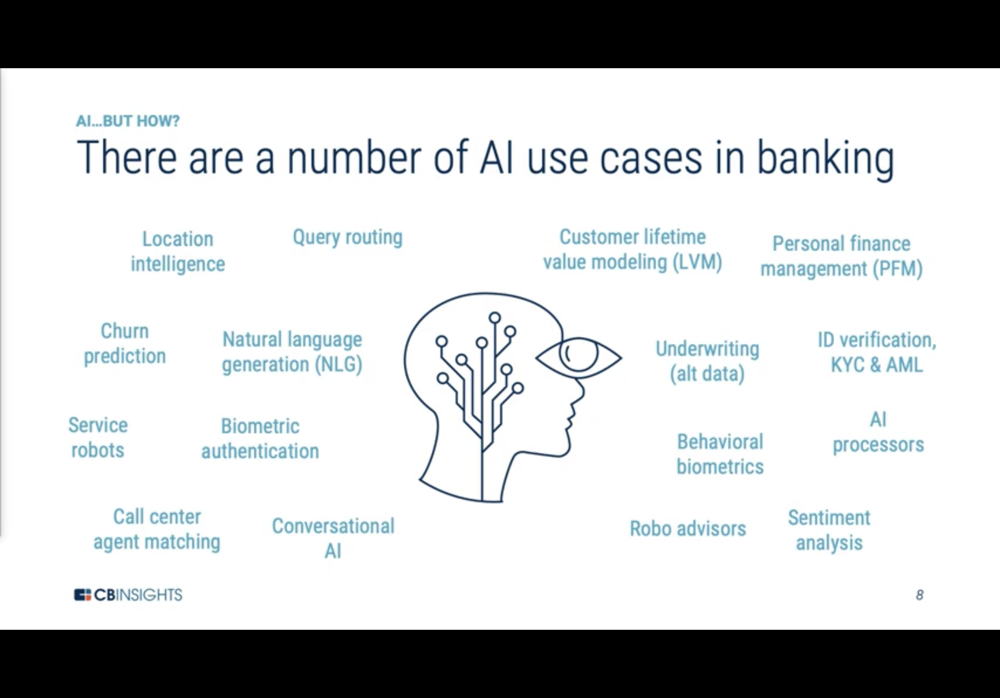 AI...BUT HOW?
There are a number of AI use cases in banking
Location
intelligence
Query routing
Customer lifetime
value modeling (LVM)
Personal finance
management (PFM)
Churn
prediction
Natural language
generation (NLG)
Underwriting
(alt data)
ID verification,
KYC & AML
Service
robots
Biometric
authentication
Behavioral
biometrics
AI
processors
Call center
agent matching
Conversational
AI
Robo advisors
Sentiment
analysis
CBINSIGHTS
8